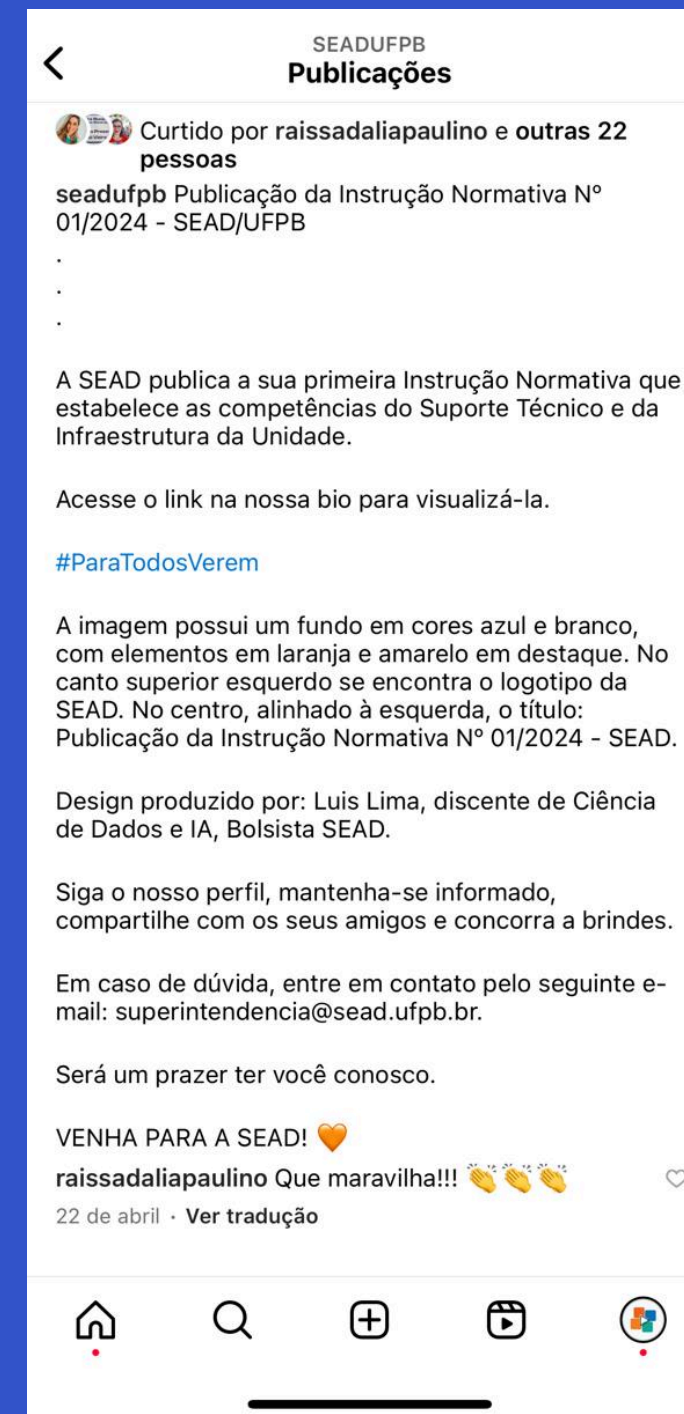 SEADUFPB
Publicações
Curtido por raissadaliapaulino e outras 22
pessoas
seadufpb Publicação da Instrução Normativa Nº
01/2024 - SEAD/UFPB
.
.
.
A SEAD publica a sua primeira Instrução Normativa que
estabelece as competências do Suporte Técnico e da
Infraestrutura da Unidade.
Acesse o link na nossa bio para visualizá-la.
#ParaTodosVerem
A imagem possui um fundo em cores azul e branco,
com elementos em laranja e amarelo em destaque. No
canto superior esquerdo se encontra o logotipo da
SEAD. No centro, alinhado à esquerda, o título:
Publicação da Instrução Normativa Nº 01/2024 - SEAD.
Design produzido por: Luis Lima, discente de Ciência
de Dados e IA, Bolsista SEAD.
Siga o nosso perfil, mantenha-se informado,
compartilhe com os seus amigos e concorra a brindes.
Em caso de dúvida, entre em contato pelo seguinte e-
mail: superintendencia@sead.ufpb.br.
Será um prazer ter você conosco.
VENHA PARA A SEAD! 🧡
raissadaliapaulino Que maravilha!!! 👏👏👏
22 de abril · Ver tradução